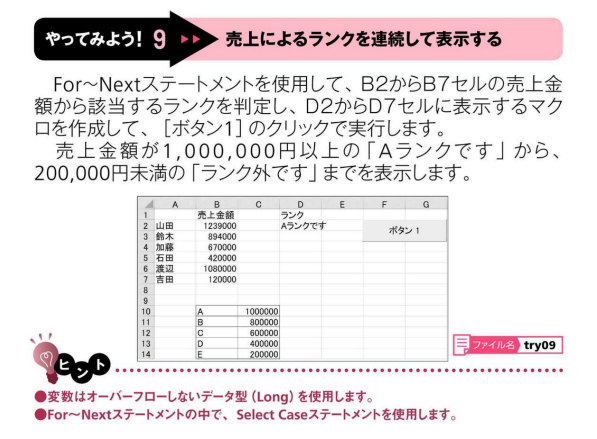 やってみよう! 9 売上によるランクを連続して表示する
For～Nextステートメントを使用して、B2からB7セルの売上金
額から該当するランクを判定し、D2からD7セルに表示するマク
ロを作成して、[ボタン1]のクリックで実行します。
売上金額が1,000,000円以上の「Aランクです」から、
200,000円未満の「ランク外です」までを表示します。
A B C D E F G
1 売上金額 ランク
2 山田 1239000 Aランクです ボタン 1
3 鈴木 894000
4 加藤 670000
5 石田 420000
6 渡辺 1080000
7 吉田 120000
8
9
10 A 1000000
11 B 800000
12 C 600000
13 D 400000
14 E 200000
ファイル名 try09
ヒント
●変数はオーバーフローしないデータ型(Long)を使用します。
●For～Nextステートメントの中で、Select Caseステートメントを使用します。